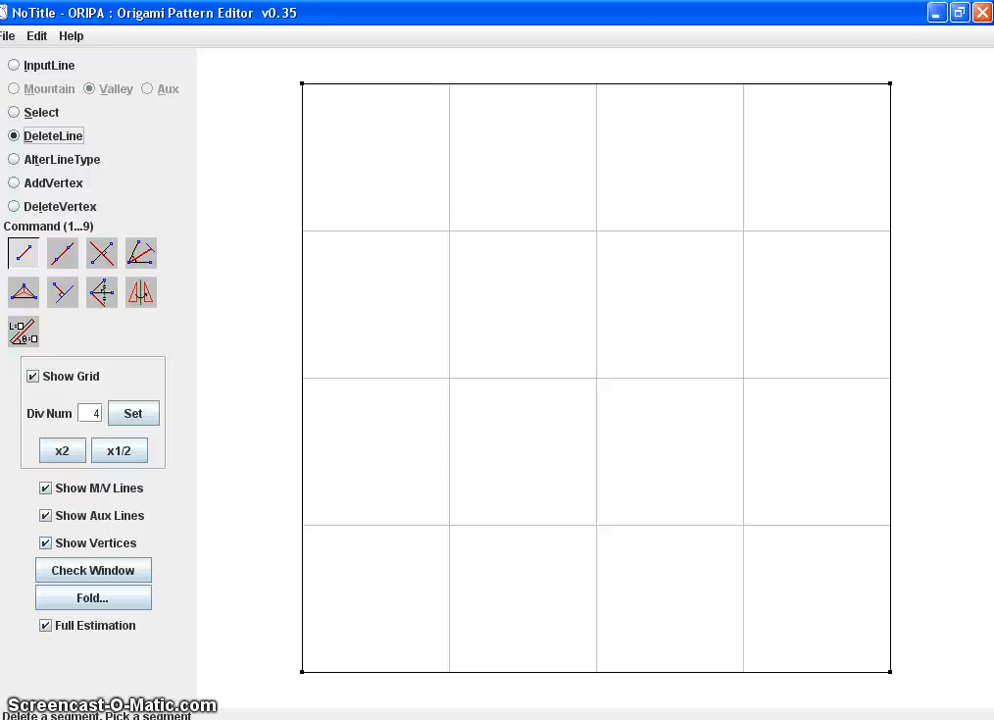 NoTitle - ORIPA : Origami Pattern Editor v0.35
File Edit Help
InputLine
Mountain Valley Aux
Select
DeleteLine
AlterLineType
AddVertex
DeleteVertex
Command (1...9)
L=
θ=
Show Grid
Div Num 4 Set
x2 x1/2
Show M/V Lines
Show Aux Lines
Show Vertices
Check Window
Fold...
Full Estimation
Screencast-O-Matic.com
Delete a segment. Pick a segment